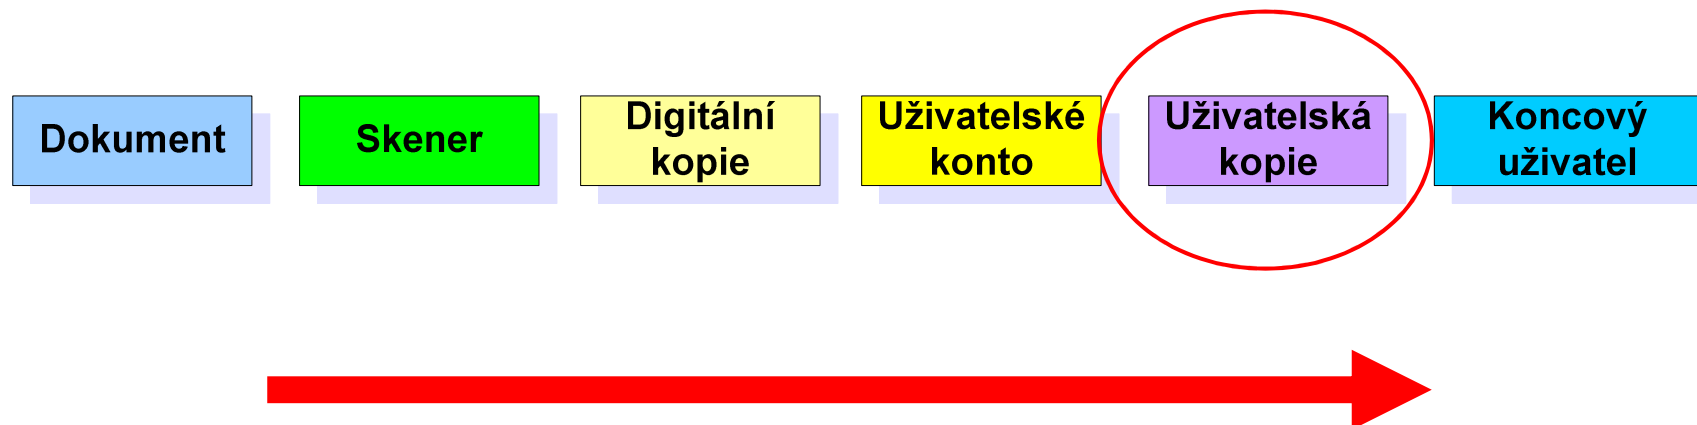 Dokument
Skener
Digitální
kopie
Uživatelské
konto
Uživatelská
kopie
Koncový
uživatel